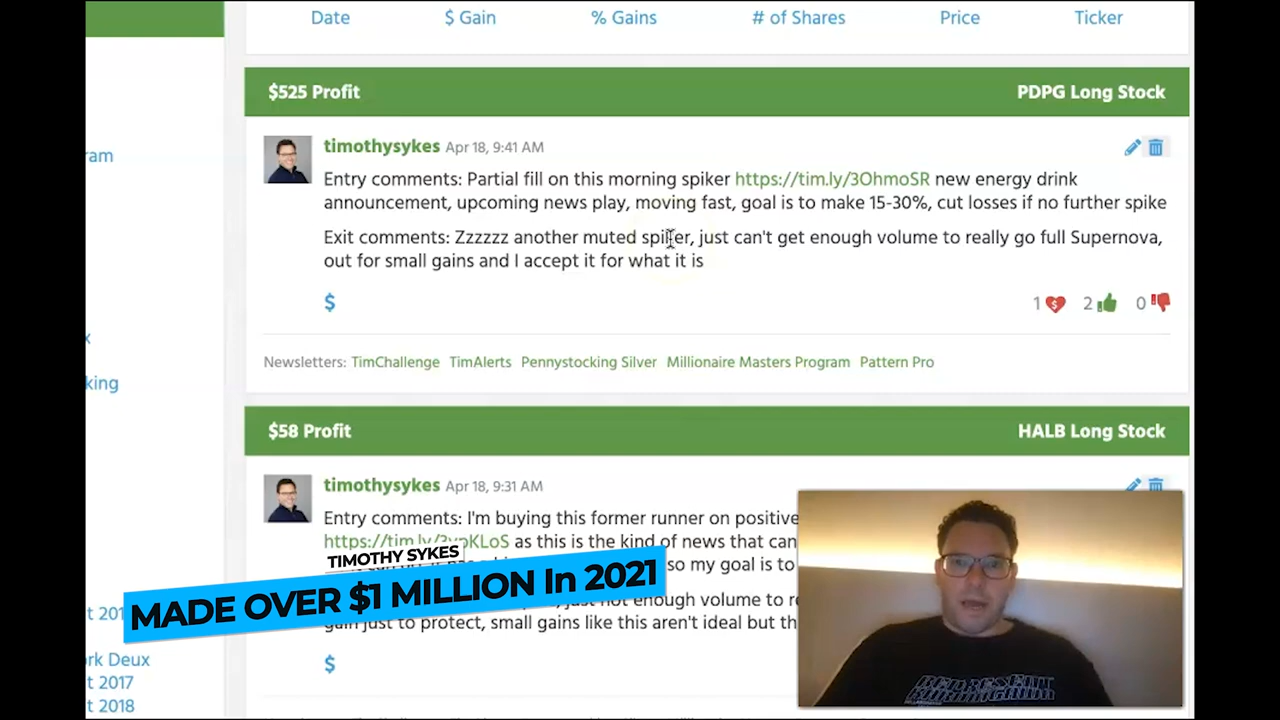 Date $ Gain % Gains # of Shares Price Ticker
$525 Profit PDPG Long Stock
timothysykes Apr 18, 9:41 AM
ram
Entry comments: Partial fill on this morning spiker https://tim.ly/3OhmoSR new energy drink
announcement, upcoming news play, moving fast, goal is to make 15-30%, cut losses if no further spike
Exit comments: Zzzzzz another muted spiker, just can't get enough volume to really go full Supernova,
out for small gains and I accept it for what it is
$ 1 2 0
Newsletters: TimChallenge TimAlerts Pennystocking Silver Millionaire Masters Program Pattern Pro
king
$58 Profit HALB Long Stock
timothysykes Apr 18, 9:31 AM
Entry comments: I'm buying this former runner on positive
as this is the kind of news that can
so my goal is to
TIMOTHY SYKES
MADE OVER $1 MILLION In 2021
not enough volume to
gain just to protect, small gains like this aren't ideal but
rk Deux
$
t 2017
t 2018